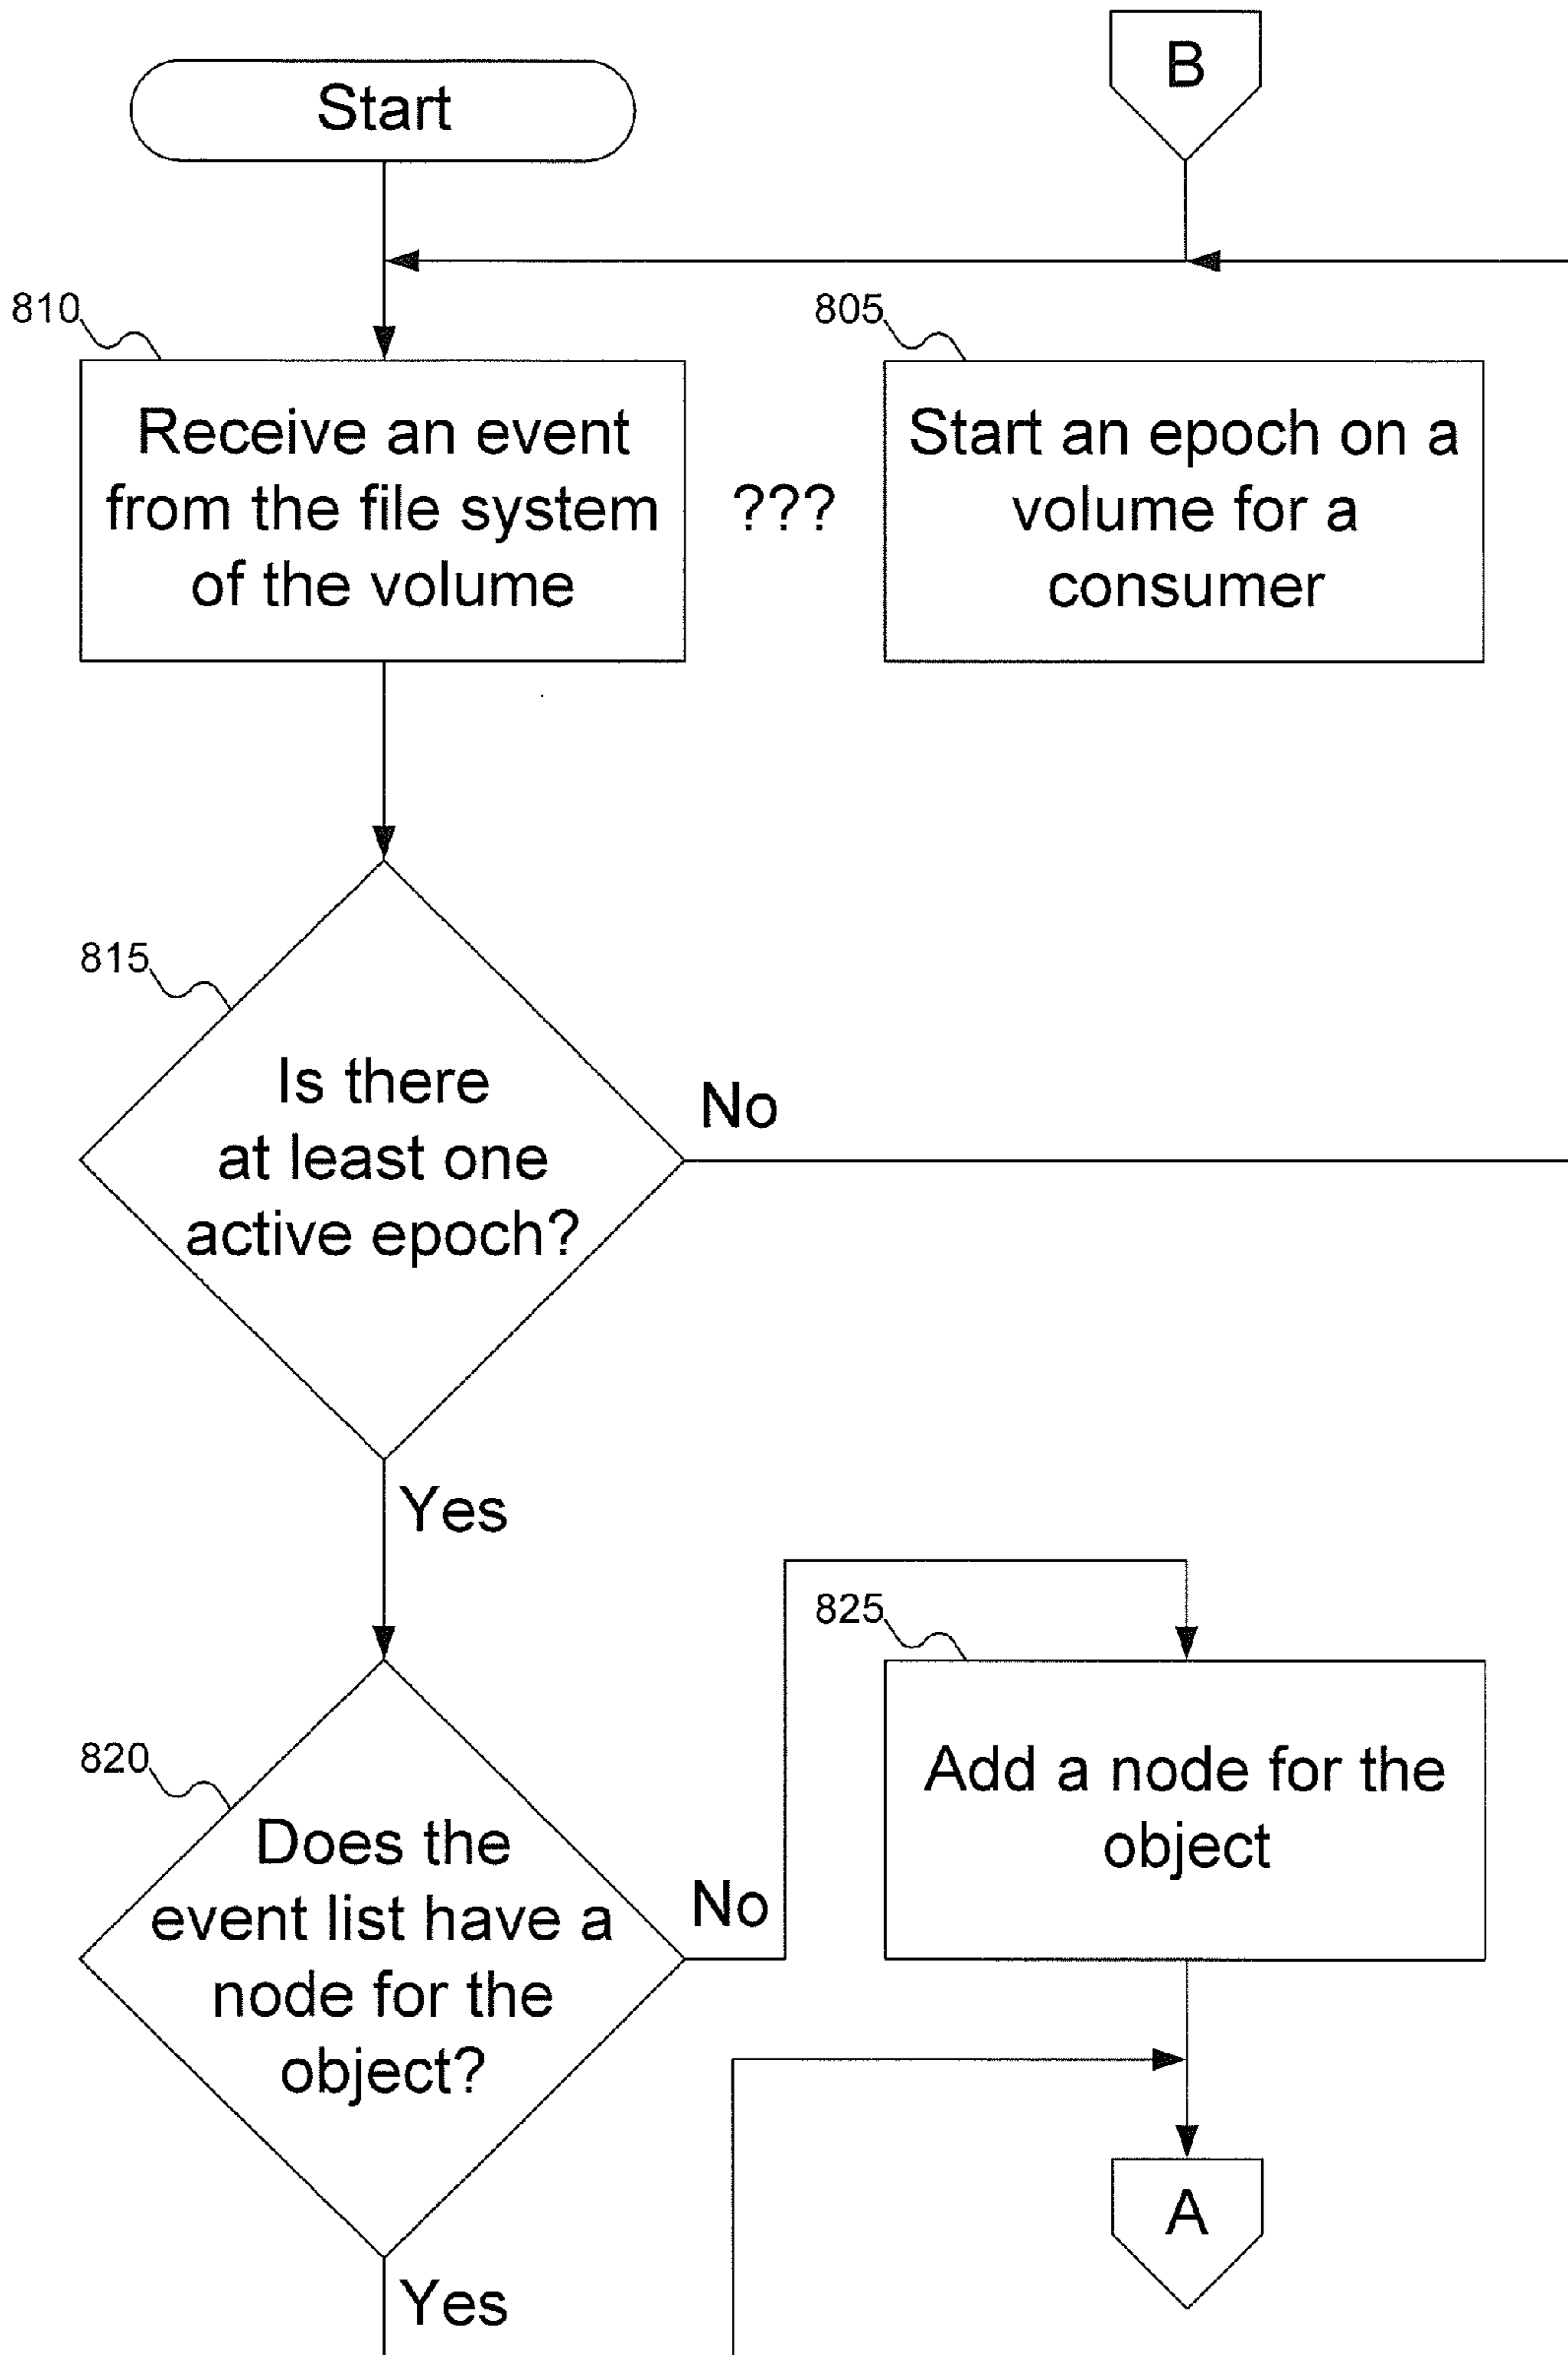 Start
B
810
805
Receive an event
from the file system
of the volume
???
Start an epoch on a
volume for a
consumer
815
Is there
at least one
active epoch?
No
Yes
825
Add a node for the
object
820
Does the
event list have a
node for the
object?
No
A
Yes